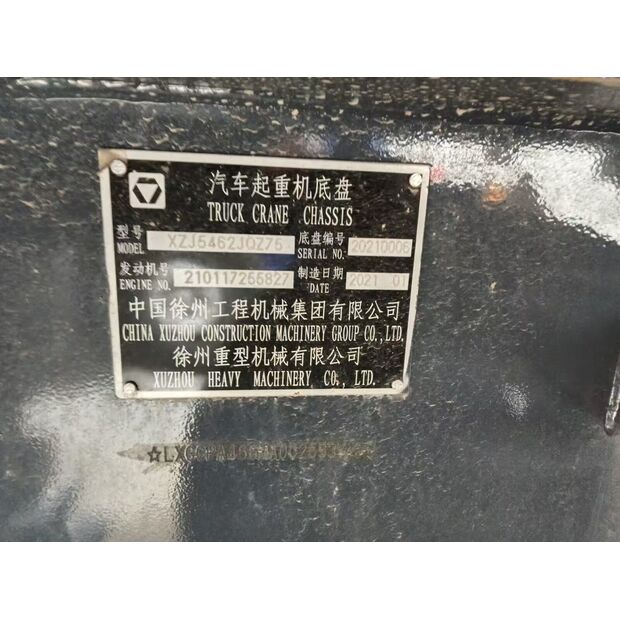 汽车起重机底盘
TRUCK CRANE CHASSIS
型号 MODEL XZJ5462JQZ75 底盘编号 SERIAL NO. 20210006
发动机号 ENGINE NO. 210117255827 制造日期 DATE 2021 01
中国徐州工程机械集团有限公司
CHINA XUZHOU CONSTRUCTION MACHINERY GROUP CO., LTD.
徐州重型机械有限公司
XUZHOU HEAVY MACHINERY CO., LTD.